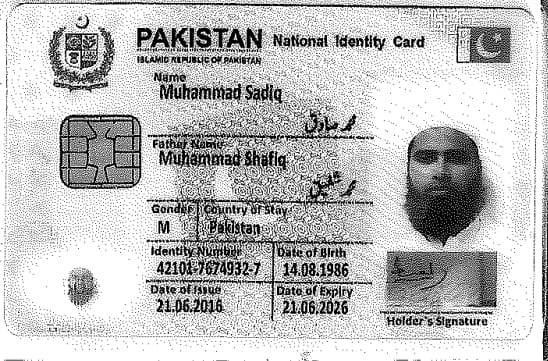 PAKISTAN National Identity Card
ISLAMIC REPUBLIC OF PAKISTAN
Name
Muhammad Sadiq
محمد صادق
Father Name
Muhammad Shafiq
محمد شفیق
Gender Country of Stay
M Pakistan
Identity Number Date of Birth
42101-7674932-7 14.08.1986
Date of Issue Date of Expiry
21.06.2016 21.06.2026
Holder's Signature